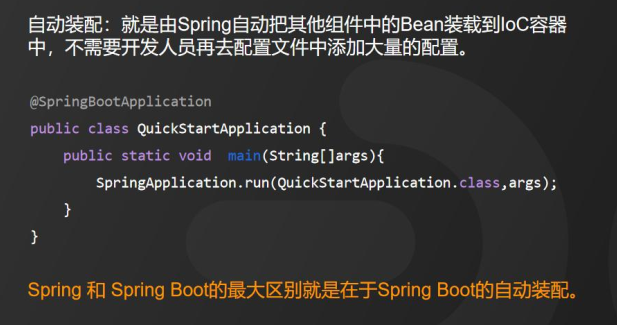 自动装配：就是由Spring自动把其他组件中的Bean装载到IoC容器
中，不需要开发人员再去配置文件中添加大量的配置。
@SpringBootApplication
public class QuickStartApplication {
    public static void  main(String[]args){
        SpringApplication.run(QuickStartApplication.class,args);
    }
}
Spring 和 Spring Boot的最大区别就是在于Spring Boot的自动装配。